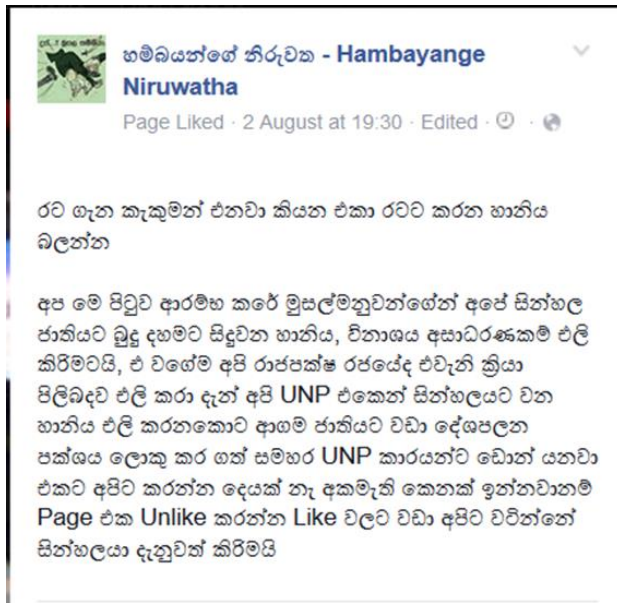 හම්බයන්ගේ නිරුවත - Hambayange
Niruwatha
Page Liked · 2 August at 19:30 · Edited ·
රට ගැන කැකුමන් එනවා කියන එකා රටට කරන හානිය
බලන්න
අප මෙ පිටුව ආරම්භ කරේ මුසල්මනුවන්ගේන් අපේ සින්හල
ජාතියට බුදු දහමට සිදුවන හානිය, විනාශය අසාධරණකම් එලි
කිරිමටයි, එ වගේම අපි රාජපක්ෂ රජයේද එවැනි ක්‍රියා
පිලිබදව එලි කරා දැන් අපි UNP එකෙන් සින්හලයට වන
හානිය එලි කරනකොට ආගම ජාතියට වඩා දේශපලන
පක්ශය ලොකු කර ගත් සමහර UNP කාරයන්ට ඩොන් යනවා
එකට අපිට කරන්න දෙයක් නැ අකමැති කෙනක් ඉන්නවානම්
Page එක Unlike කරන්න Like වලට වඩා අපිට වටින්නේ
සින්හලයා දැනුවත් කිරිමයි